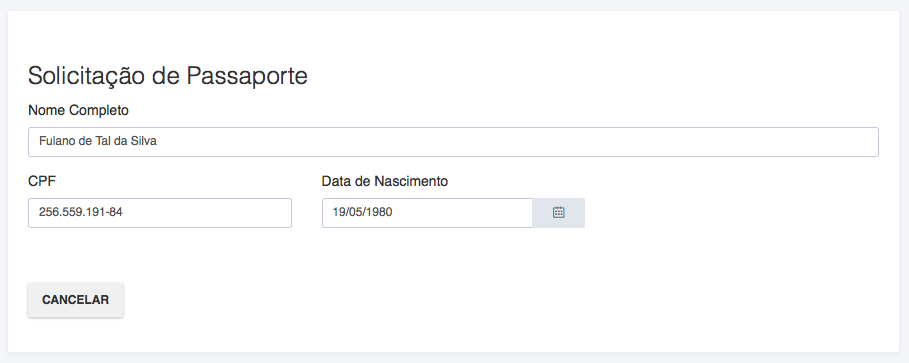 Solicitação de Passaporte
Nome Completo
Fulano de Tal da Silva
CPF
Data de Nascimento
256.559.191-84
19/05/1980
CANCELAR